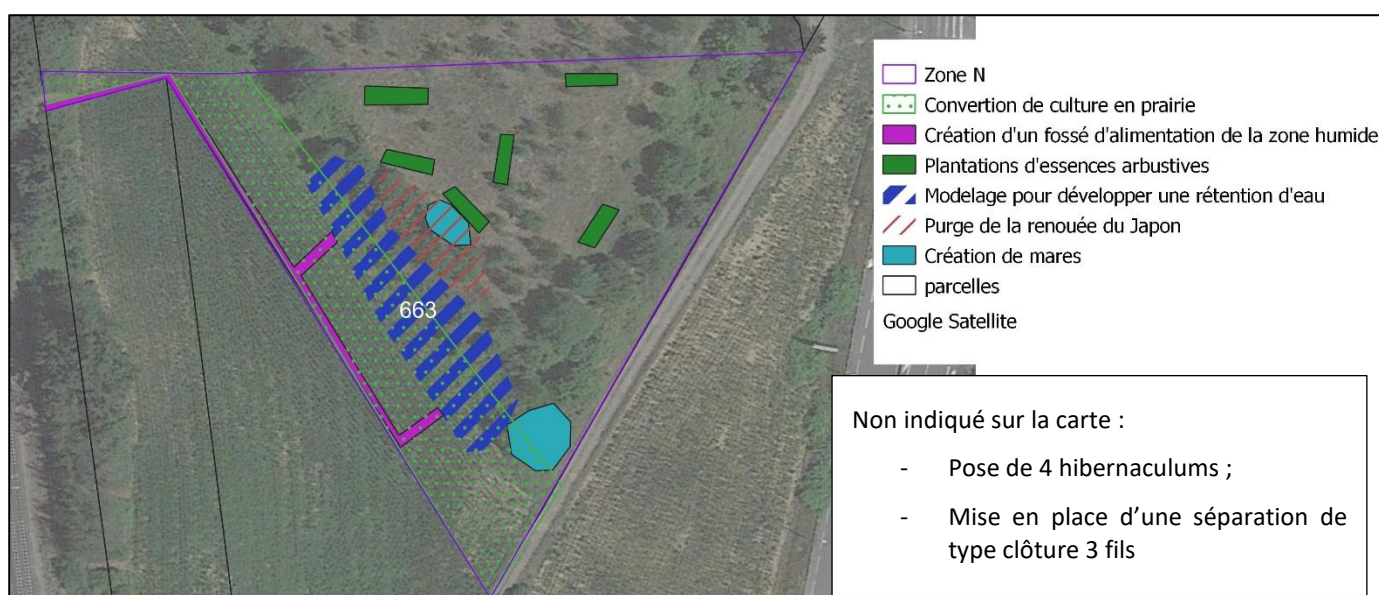 663
Zone N
Convertion de culture en prairie
Création d'un fossé d'alimentation de la zone humide
Plantations d'essences arbustives
Modelage pour développer une rétention d'eau
Purge de la renouée du Japon
Création de mares
parcelles
Google Satellite
Non indiqué sur la carte :
- Pose de 4 hibernaculums ;
- Mise en place d’une séparation de
type clôture 3 fils